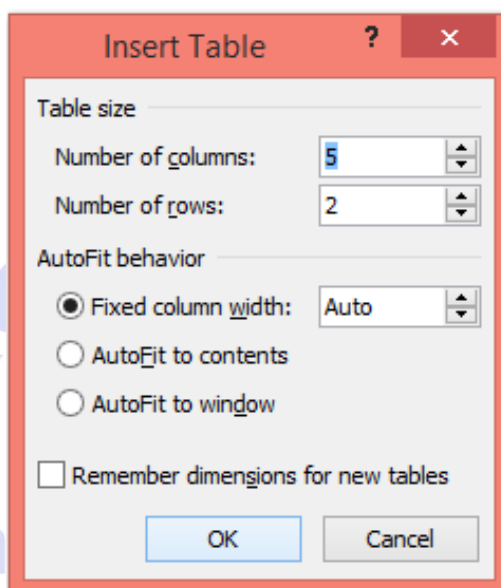 Insert Table ? ×
Table size
Number of columns: 5
Number of rows: 2
AutoFit behavior
Fixed column width: Auto
AutoFit to contents
AutoFit to window
Remember dimensions for new tables
OK Cancel